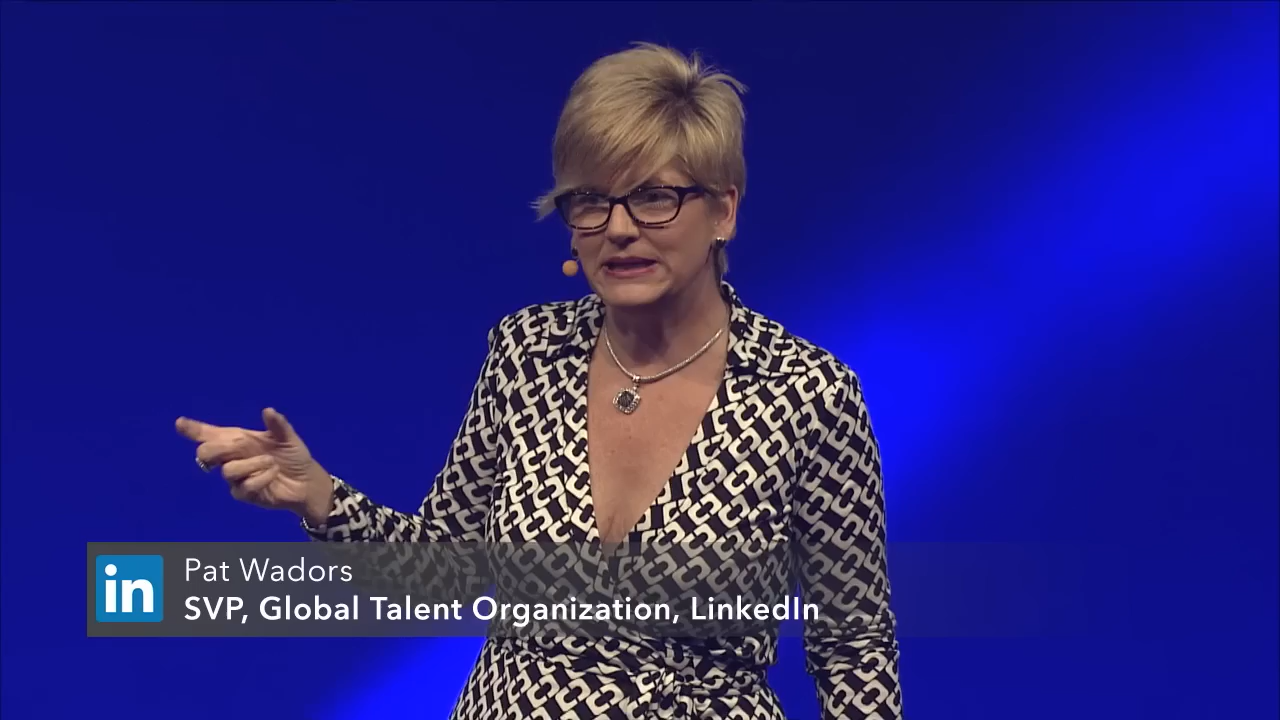 in
Pat Wadors
SVP, Global Talent Organization, LinkedIn